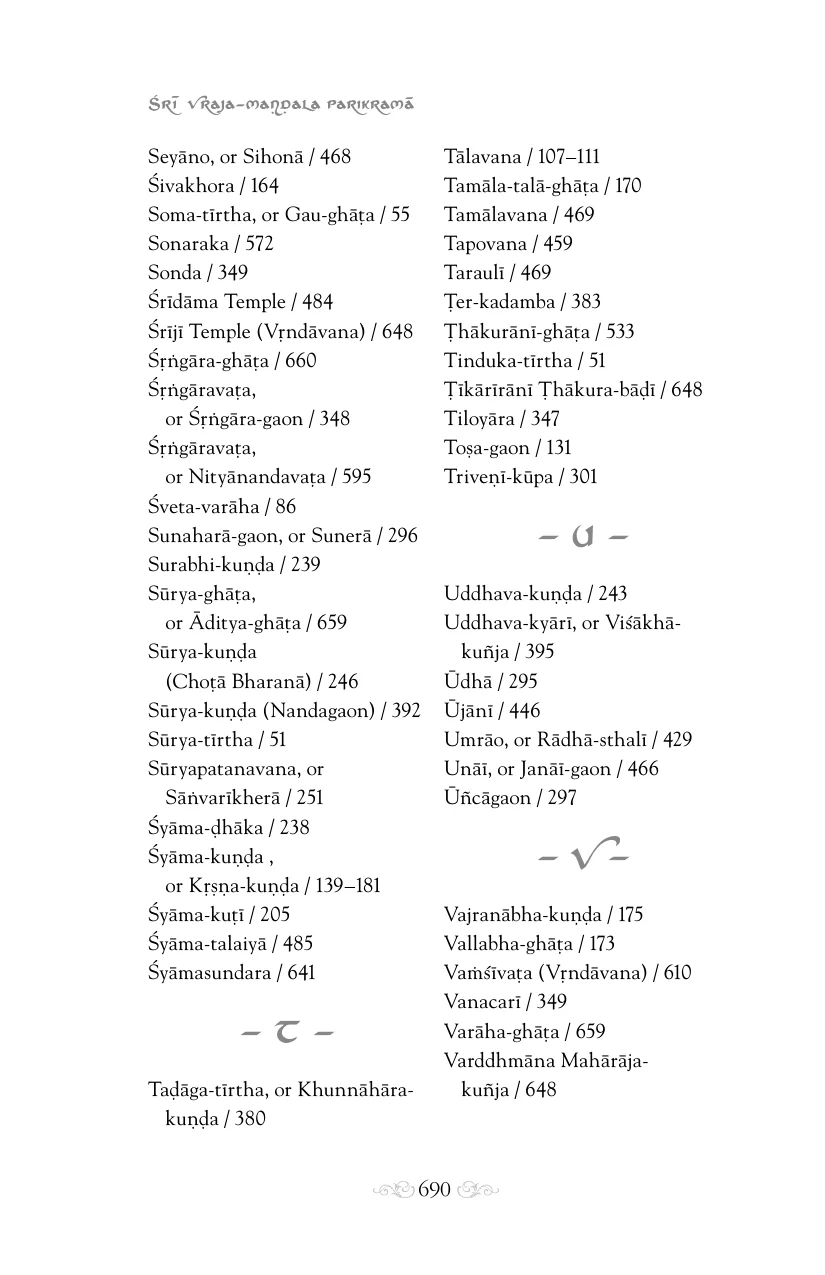 Śrī Vraja-maṇḍala Parikramā
Seyāno, or Sihonā / 468
Śivakhora / 164
Soma-tīrtha, or Gau-ghāṭa / 55
Sonaraka / 572
Sonda / 349
Śrīdāma Temple / 484
Śrījī Temple (Vṛndāvana) / 648
Śṛṅgāra-ghāṭa / 660
Śṛṅgāravaṭa,
or Śṛṅgāra-gaon / 348
Śṛṅgāravaṭa,
or Nityānandavaṭa / 595
Śveta-varāha / 86
Sunaharā-gaon, or Sunerā / 296
Surabhi-kuṇḍa / 239
Sūrya-ghāṭa,
or Āditya-ghāṭa / 659
Sūrya-kuṇḍa
(Choṭā Bharanā) / 246
Sūrya-kuṇḍa (Nandagaon) / 392
Sūrya-tīrtha / 51
Sūryapatanavana, or
Sāṅvarīkherā / 251
Śyāma-ḍhāka / 238
Śyāma-kuṇḍa ,
or Kṛṣṇa-kuṇḍa / 139–181
Śyāma-kuṭī / 205
Śyāma-talaiyā / 485
Śyāmasundara / 641
– T –
Taḍāga-tīrtha, or Khunnāhāra-
kuṇḍa / 380
Tālavana / 107–111
Tamāla-talā-ghāṭa / 170
Tamālavana / 469
Tapovana / 459
Taraulī / 469
Ṭer-kadamba / 383
Ṭhākurānī-ghāṭa / 533
Tinduka-tīrtha / 51
Ṭīkārīrānī Ṭhākura-bāḍī / 648
Tiloyāra / 347
Toṣa-gaon / 131
Triveṇī-kūpa / 301
– U –
Uddhava-kuṇḍa / 243
Uddhava-kyārī, or Viśākhā-
kuñja / 395
Ūdhā / 295
Ūjānī / 446
Umrāo, or Rādhā-sthalī / 429
Unāī, or Janāī-gaon / 466
Ūñcāgaon / 297
– V –
Vajranābha-kuṇḍa / 175
Vallabha-ghāṭa / 173
Vaṁśīvaṭa (Vṛndāvana) / 610
Vanacarī / 349
Varāha-ghāṭa / 659
Varddhmāna Mahārāja-
kuñja / 648
690